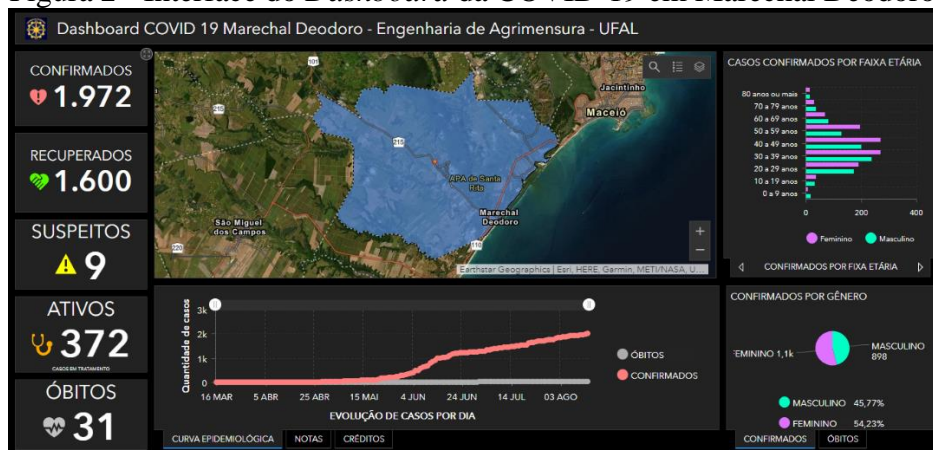 Figura 2 - Interface do Dashboard da COVID-19 em Marechal Deodoro
Dashboard COVID 19 Marechal Deodoro - Engenharia de Agrimensura - UFAL
CONFIRMADOS
1.972
RECUPERADOS
1.600
SUSPEITOS
9
ATIVOS
372
CASOS EM TRATAMENTO
ÓBITOS
31
101
210
215
Jacintinho
Maceió
APA de Santa
Rita
Marechal
Deodoro
São Miguel
dos Campos
220
110
+
−
Earthstar Geographics | Esri, HERE, Garmin, METI/NASA, U...
Quantidade de casos
3k
2k
1k
0
16 MAR 5 ABR 25 ABR 15 MAI 4 JUN 24 JUN 14 JUL 03 AGO
EVOLUÇÃO DE CASOS POR DIA
ÓBITOS
CONFIRMADOS
CURVA EPIDEMIOLÓGICA NOTAS CRÉDITOS
CASOS CONFIRMADOS POR FAIXA ETÁRIA
80 anos ou mais
70 a 79 anos
60 a 69 anos
50 a 59 anos
40 a 49 anos
30 a 39 anos
20 a 29 anos
10 a 19 anos
0 a 9 anos
0 200 400
Feminino Masculino
CONFIRMADOS POR FIXA ETÁRIA
CONFIRMADOS POR GÊNERO
EMININO 1,1k
MASCULINO
898
MASCULINO 45,77%
FEMININO 54,23%
CONFIRMADOS ÓBITOS